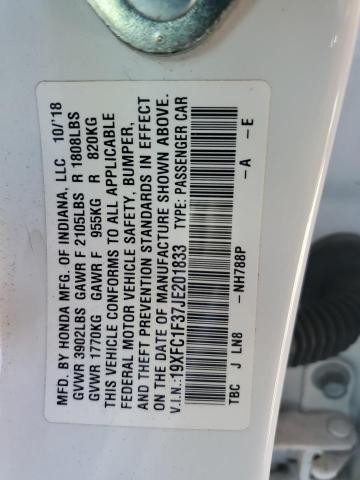 MFD. BY HONDA MFG. OF INDIANA, LLC 10/'18
GVWR 3902LBS GAWR F 2105LBS R 1808LBS
GVWR 1770KG GAWR F 955KG R 820KG
THIS VEHICLE CONFORMS TO ALL APPLICABLE
FEDERAL MOTOR VEHICLE SAFETY, BUMPER,
AND THEFT PREVENTION STANDARDS IN EFFECT
ON THE DATE OF MANUFACTURE SHOWN ABOVE.
V.I.N.:19XFC1F37JE201833 TYPE: PASSENGER CAR
-NH788P -A -E
TBC J LN8